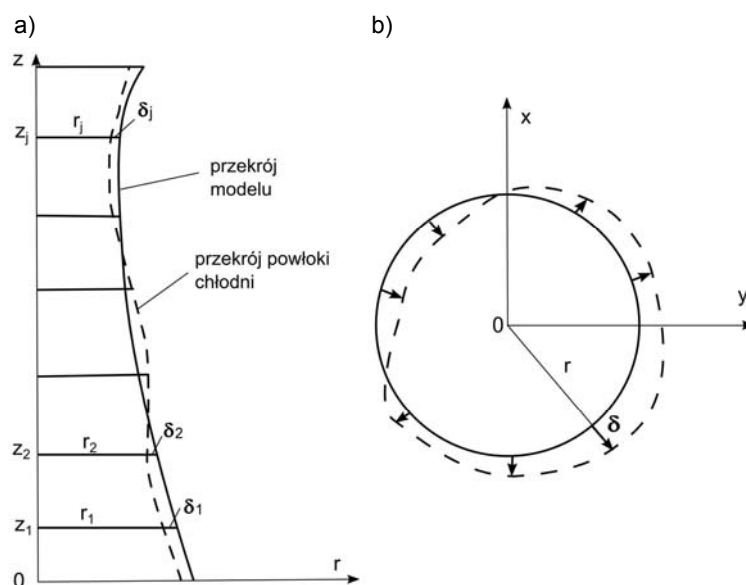 a)
z
z_j
r_j
δ_j
przekrój
modelu
przekrój powłoki
chłodni
z_2
r_2
δ_2
z_1
r_1
δ_1
0
r
b)
x
y
0
r
δ